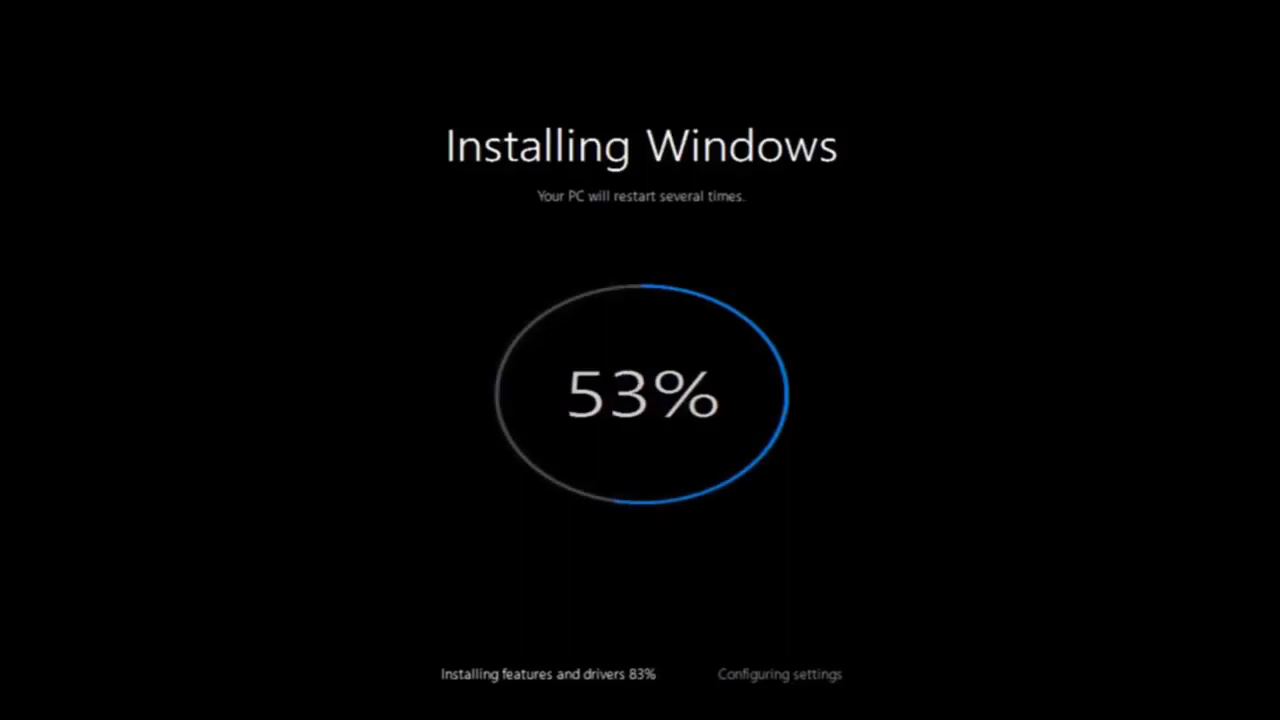 Installing Windows
Your PC will restart several times.
53%
Installing features and drivers 83%
Configuring settings